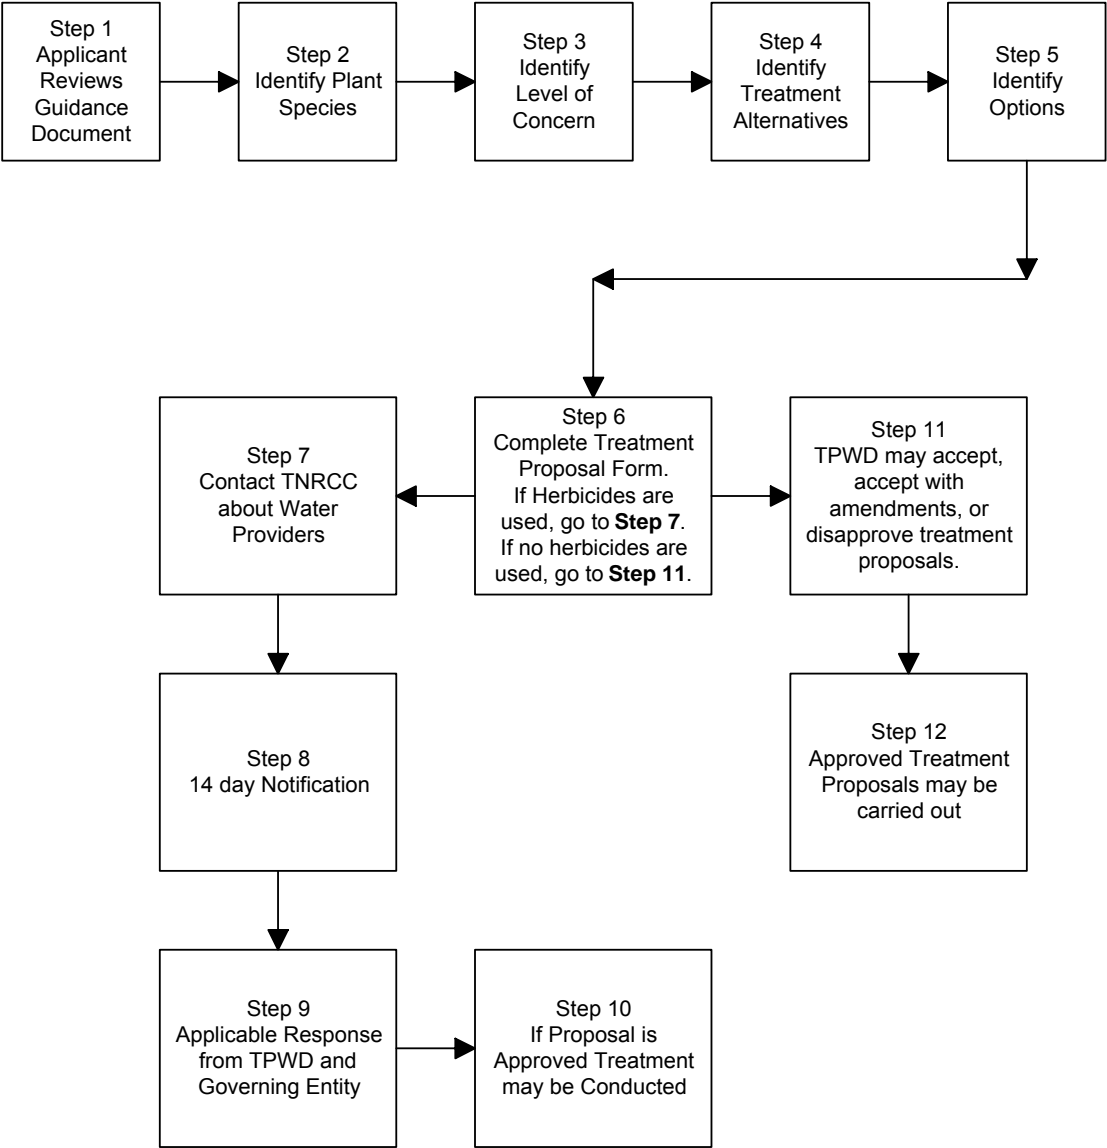 Step 1
Applicant
Reviews
Guidance
Document
Step 2
Identify Plant
Species
Step 3
Identify
Level of
Concern
Step 4
Identify
Treatment
Alternatives
Step 5
Identify
Options
Step 7
Contact TNRCC
about Water
Providers
Step 6
Complete Treatment
Proposal Form.
If Herbicides are
used, go to Step 7.
If no herbicides are
used, go to Step 11.
Step 11
TPWD may accept,
accept with
amendments, or
disapprove treatment
proposals.
Step 8
14 day Notification
Step 12
Approved Treatment
Proposals may be
carried out
Step 9
Applicable Response
from TPWD and
Governing Entity
Step 10
If Proposal is
Approved Treatment
may be Conducted